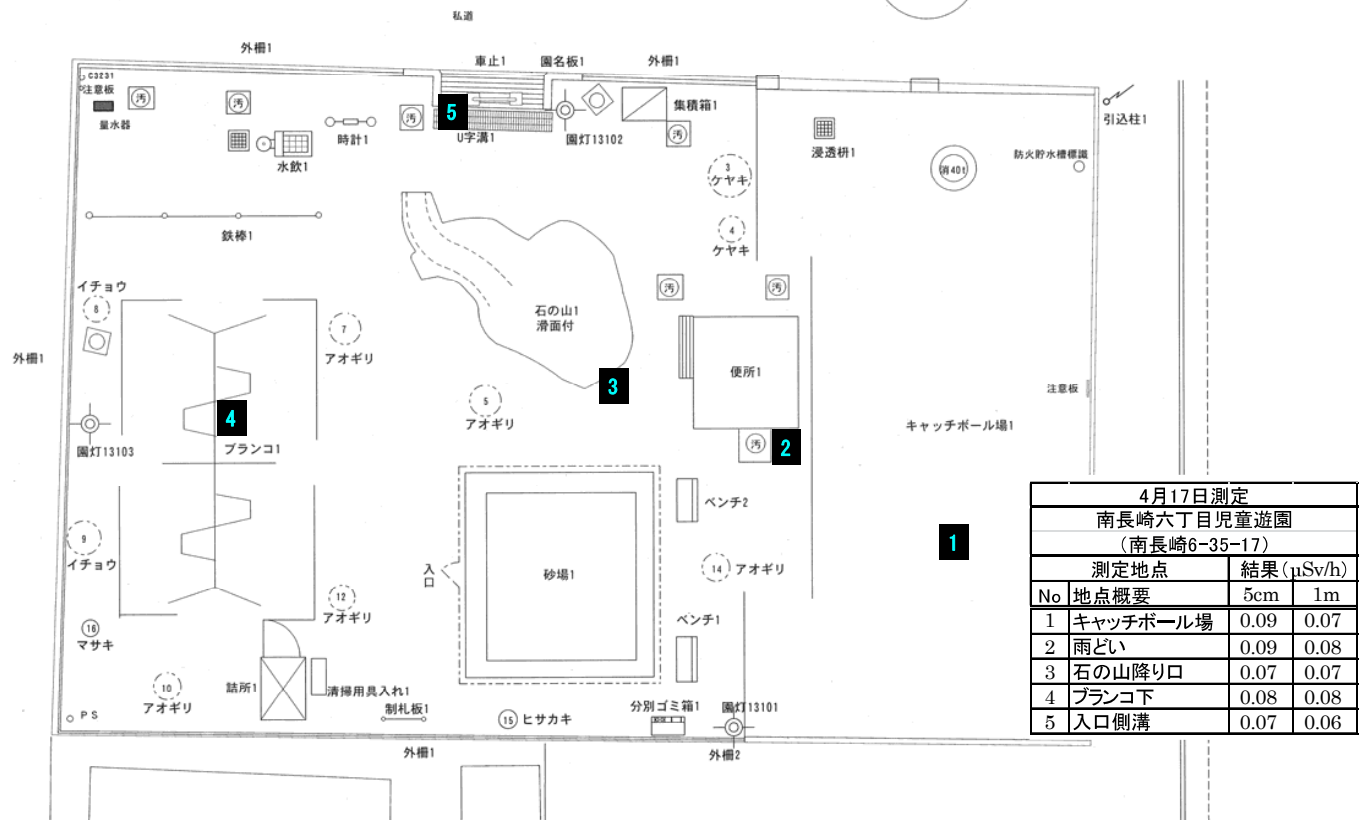 私道
外柵1
車止1
園名板1
外柵1
C3231
注意板
汚
量水器
汚
汚
5
U字溝1
時計1
水飲1
園灯13102
集積箱1
汚
引込柱1
浸透枡1
消40t
防火貯水槽標識
3
ケヤキ
4
ケヤキ
鉄棒1
イチョウ
8
外柵1
7
アオギリ
石の山1
滑面付
汚
汚
便所1
3
注意板
5
アオギリ
4
園灯13103
ブランコ1
汚
2
キャッチボール場1
ベンチ2
9
イチョウ
入口
砂場1
14
アオギリ
1
12
アオギリ
ベンチ1
16
マサキ
10
アオギリ
詰所1
清掃用具入れ1
制札板1
PS
15
ヒサカキ
分別ゴミ箱1
園灯13101
外柵1
外柵2
4月17日測定
南長崎六丁目児童遊園
(南長崎6-35-17)
測定地点 結果(μSv/h)
No 地点概要 5cm 1m
1 キャッチボール場 0.09 0.07
2 雨どい 0.09 0.08
3 石の山降り口 0.07 0.07
4 ブランコ下 0.08 0.08
5 入口側溝 0.07 0.06